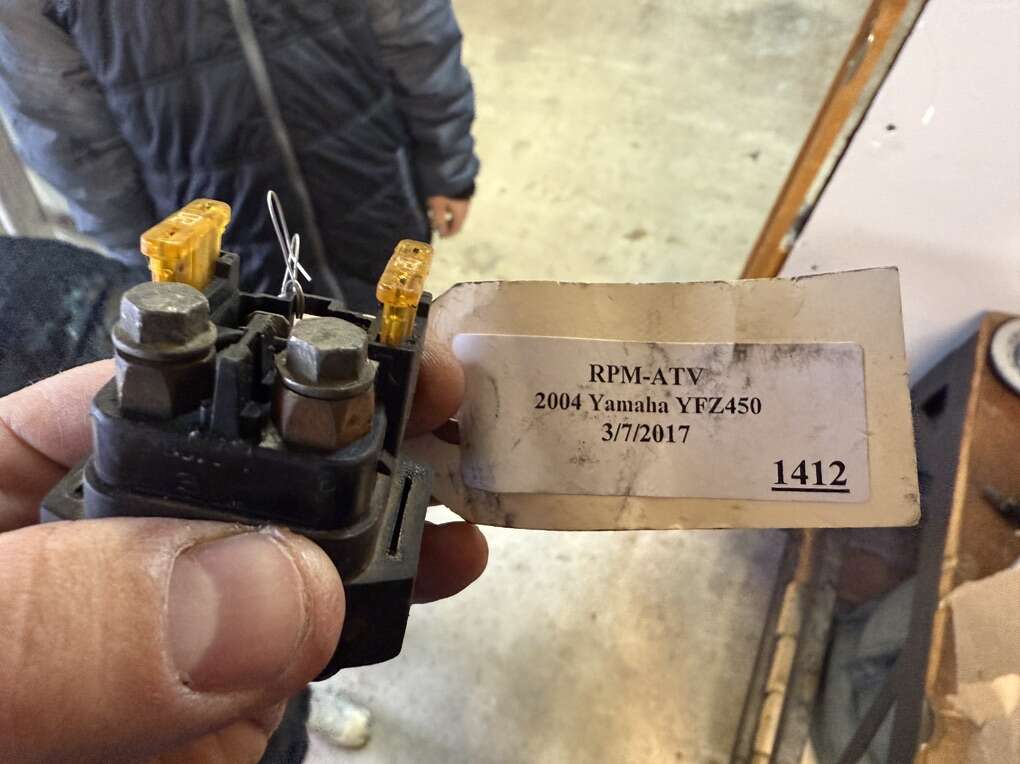 RPM-ATV
2004 Yamaha YFZ450
3/7/2017
1412